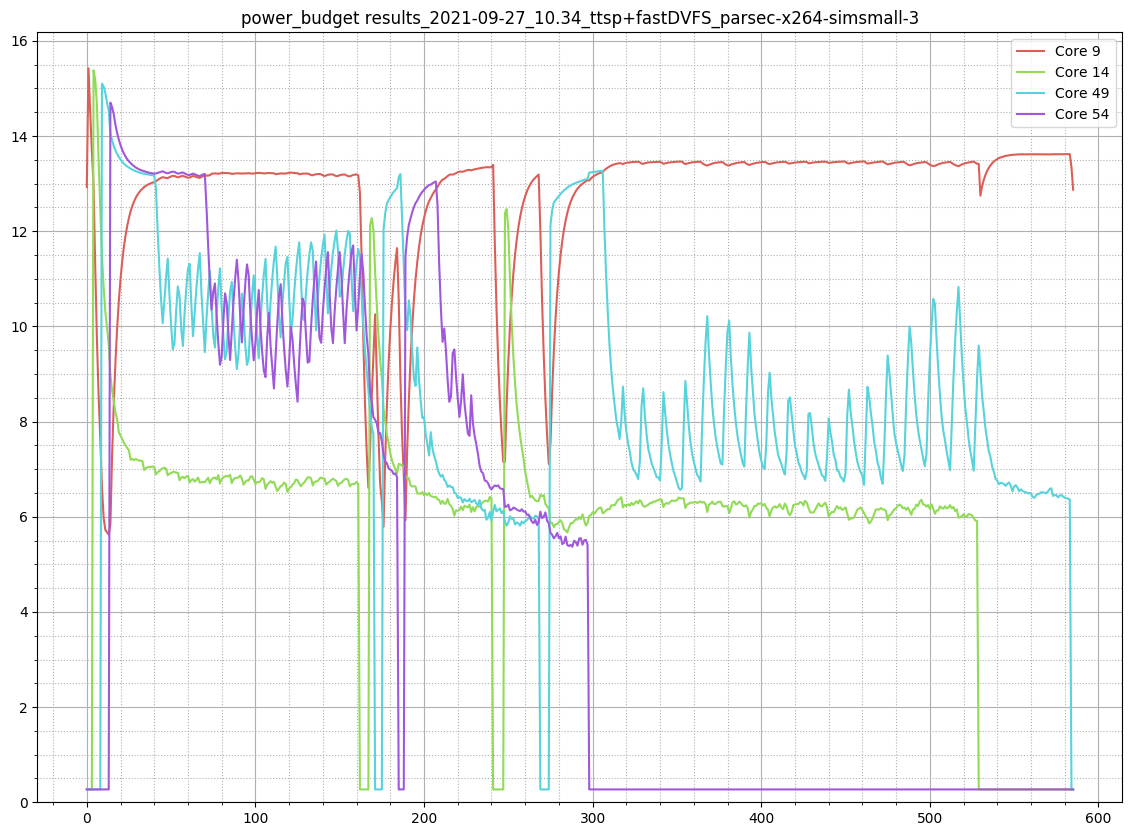 power_budget results_2021-09-27_10.34_ttsp+fastDVFS_parsec-x264-simsmall-3
16
14
12
10
8
6
4
2
0
Core 9
Core 14
Core 49
Core 54
0 100 200 300 400 500 600